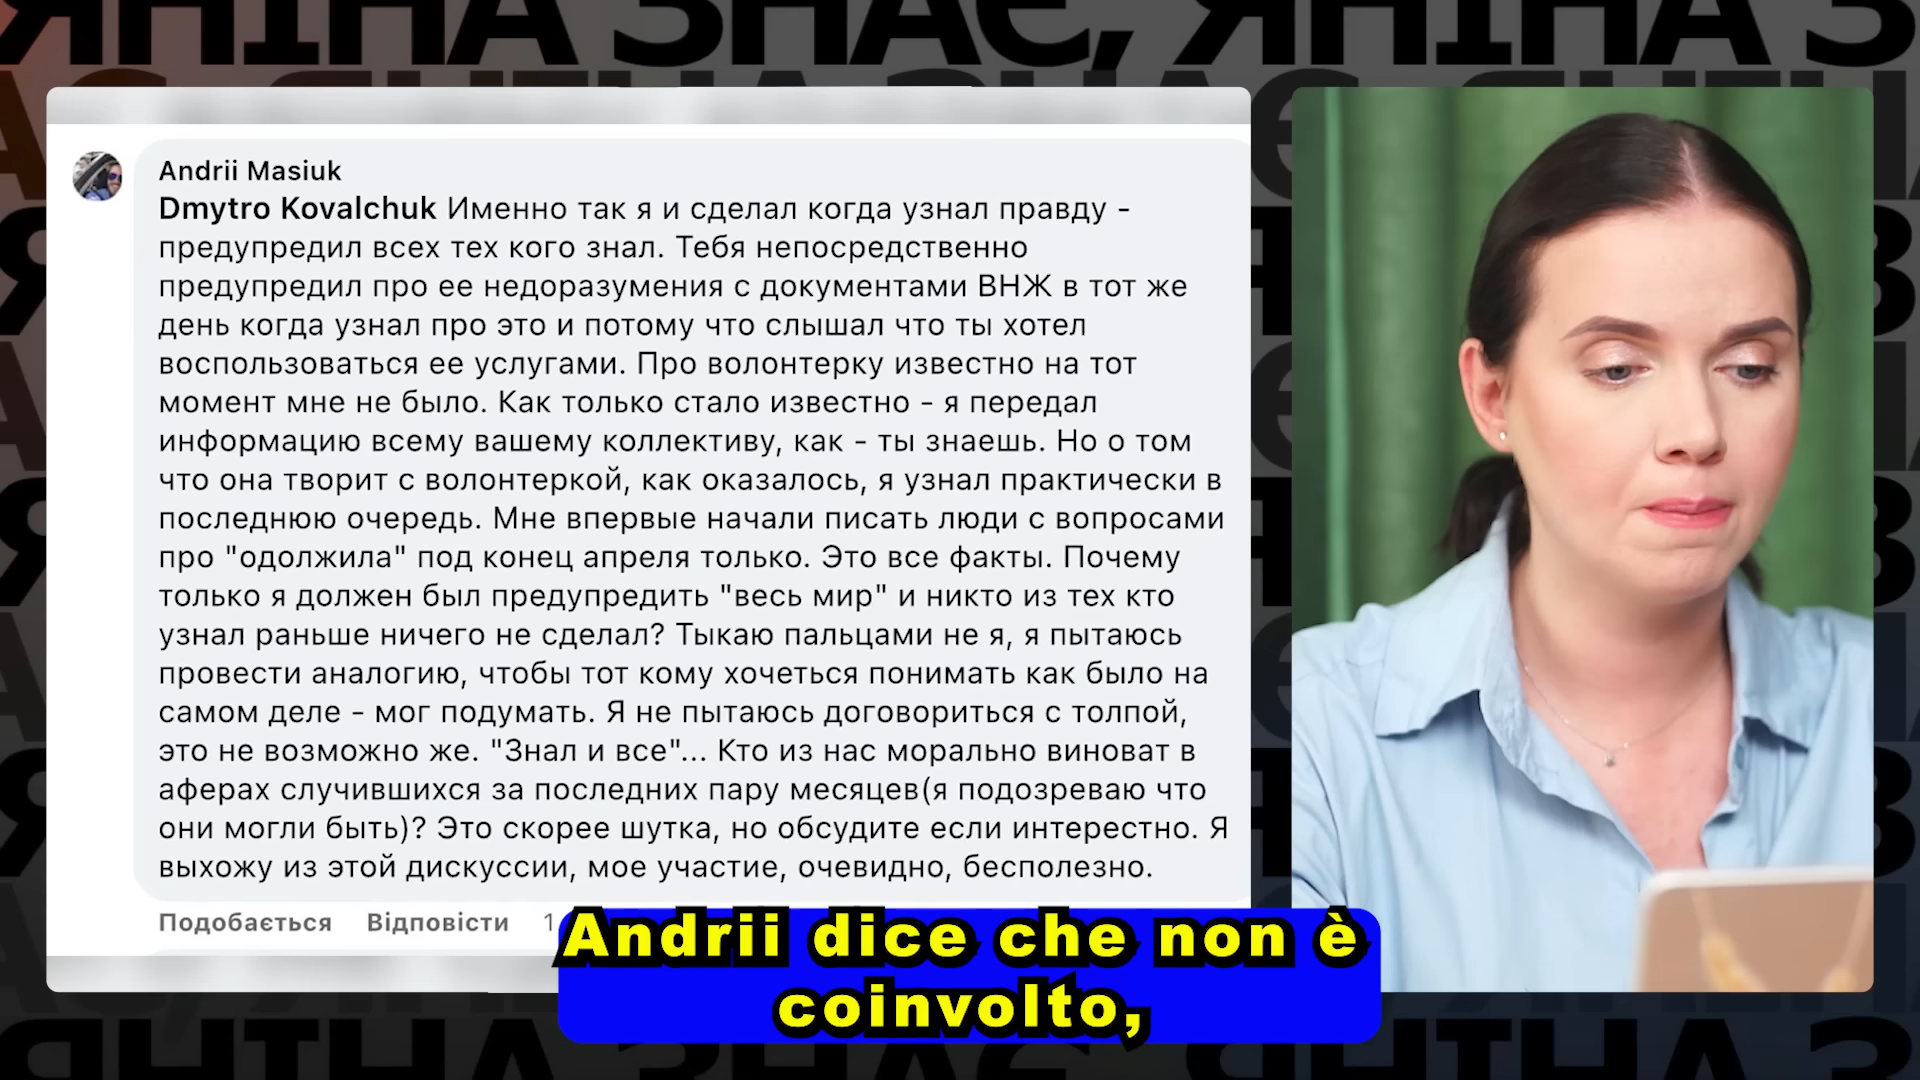 ЯНІНА ЗНАЄ, ЯНІНА З
Andrii Masiuk
Dmytro Kovalchuk Именно так я и сделал когда узнал правду -
предупредил всех тех кого знал. Тебя непосредственно
предупредил про ее недоразумения с документами ВНЖ в тот же
день когда узнал про это и потому что слышал что ты хотел
воспользоваться ее услугами. Про волонтерку известно на тот
момент мне не было. Как только стало известно - я передал
информацию всему вашему коллективу, как - ты знаешь. Но о том
что она творит с волонтеркой, как оказалось, я узнал практически в
последнюю очередь. Мне впервые начали писать люди с вопросами
про "одолжила" под конец апреля только. Это все факты. Почему
только я должен был предупредить "весь мир" и никто из тех кто
узнал раньше ничего не сделал? Тыкаю пальцами не я, я пытаюсь
провести аналогию, чтобы тот кому хочеться понимать как было на
самом деле - мог подумать. Я не пытаюсь договориться с толпой,
это не возможно же. "Знал и все"... Кто из нас морально виноват в
аферах случившихся за последних пару месяцев(я подозреваю что
они могли быть)? Это скорее шутка, но обсудите если интерестно. Я
выхожу из этой дискуссии, мое участие, очевидно, бесполезно.
Подобається Відповісти 1
Andrii dice che non è
coinvolto,